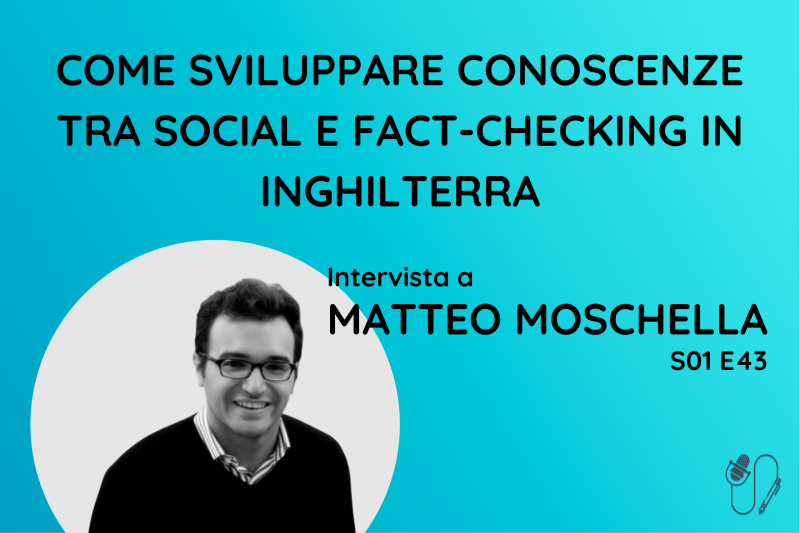 COME SVILUPPARE CONOSCENZE
TRA SOCIAL E FACT-CHECKING IN
INGHILTERRA
Intervista a
MATTEO MOSCHELLA
S01 E43